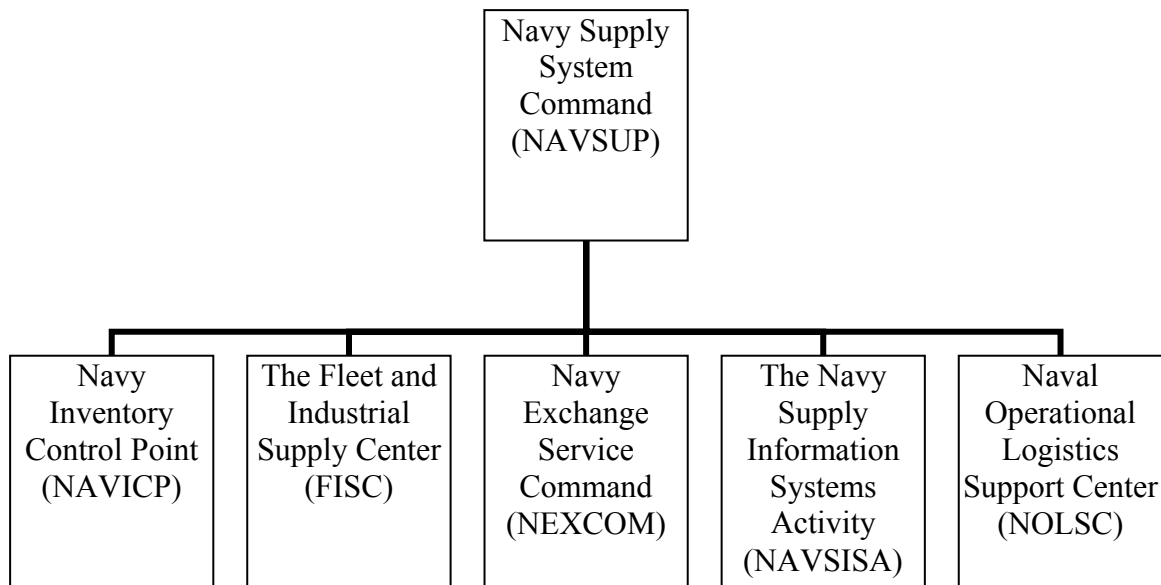 Navy Supply
System
Command
(NAVSUP)
Navy
Inventory
Control Point
(NAVICP)
The Fleet and
Industrial
Supply Center
(FISC)
Navy
Exchange
Service
Command
(NEXCOM)
The Navy
Supply
Information
Systems
Activity
(NAVSISA)
Naval
Operational
Logistics
Support Center
(NOLSC)